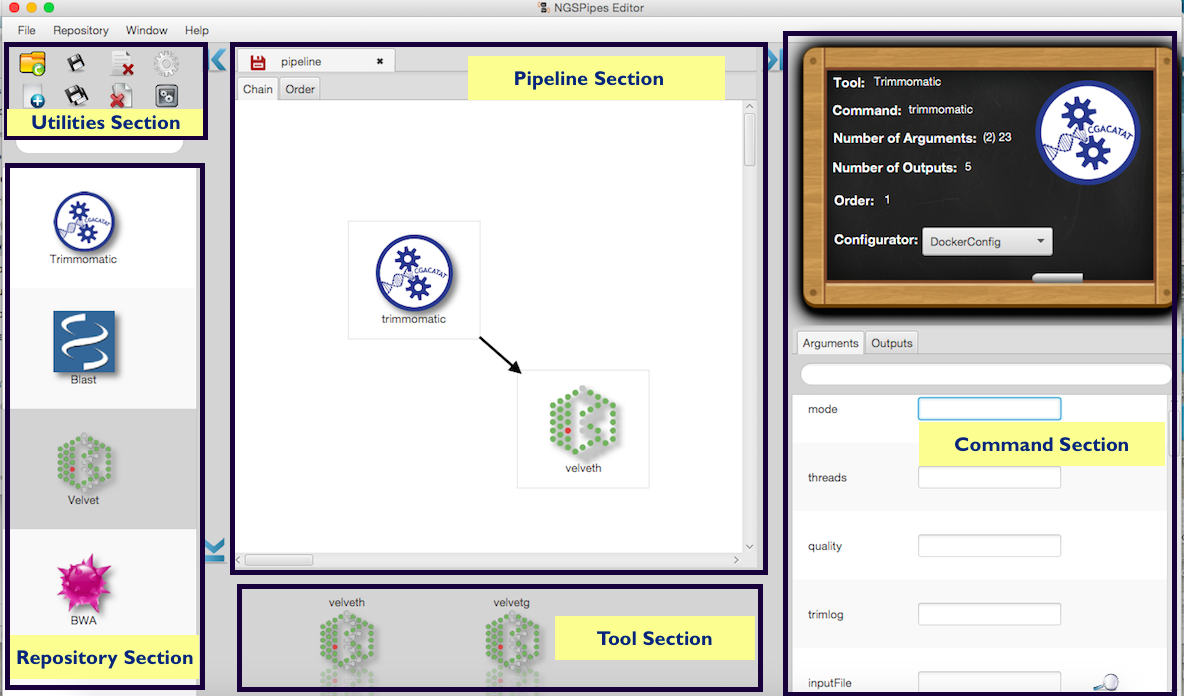 NGSPipes Editor
File Repository Window Help
Utilities Section
Trimmomatic
Blast
Velvet
BWA
Repository Section
pipeline
Pipeline Section
Chain Order
CGACATAT
trimmomatic
velveth
velveth velvetg
Tool Section
Tool: Trimmomatic
Command: trimmomatic
Number of Arguments: (2) 23
Number of Outputs: 5
Order: 1
Configurator: DockerConfig
CGACATAT
Arguments Outputs
mode
Command Section
threads
quality
trimlog
inputFile